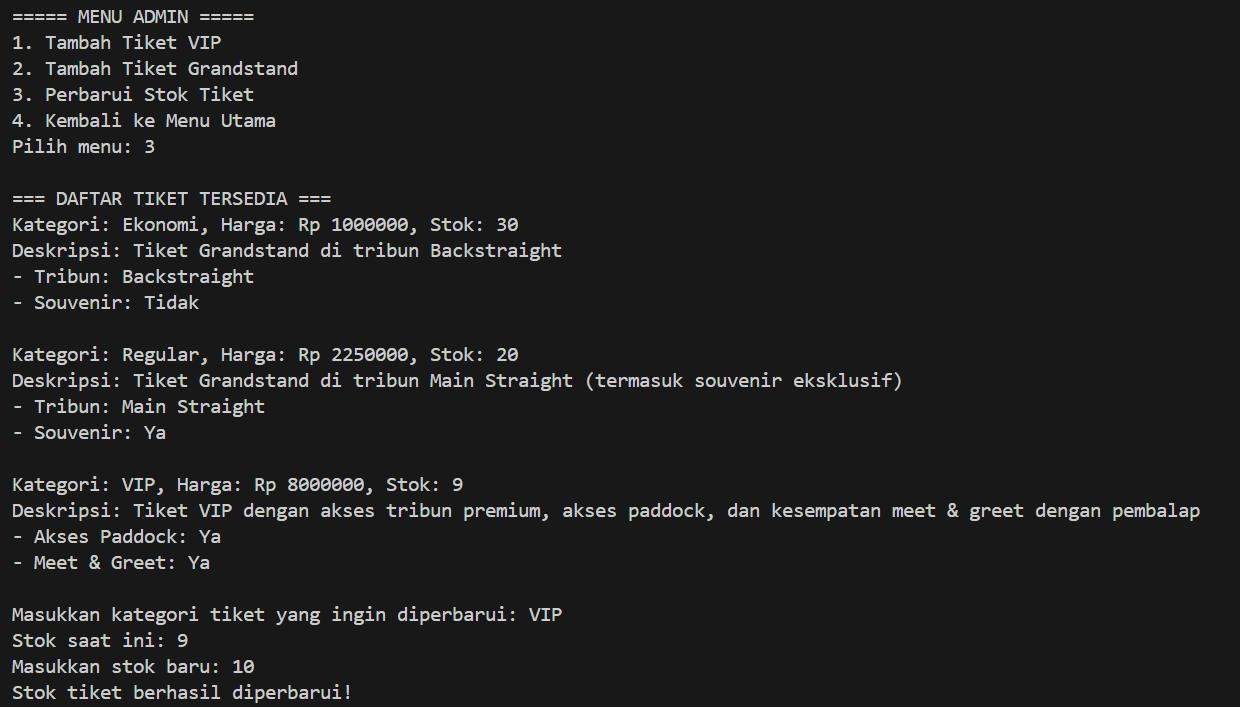 ===== MENU ADMIN =====
1. Tambah Tiket VIP
2. Tambah Tiket Grandstand
3. Perbarui Stok Tiket
4. Kembali ke Menu Utama
Pilih menu: 3
=== DAFTAR TIKET TERSEDIA ===
Kategori: Ekonomi, Harga: Rp 1000000, Stok: 30
Deskripsi: Tiket Grandstand di tribun Backstraight
- Tribun: Backstraight
- Souvenir: Tidak
Kategori: Regular, Harga: Rp 2250000, Stok: 20
Deskripsi: Tiket Grandstand di tribun Main Straight (termasuk souvenir eksklusif)
- Tribun: Main Straight
- Souvenir: Ya
Kategori: VIP, Harga: Rp 8000000, Stok: 9
Deskripsi: Tiket VIP dengan akses tribun premium, akses paddock, dan kesempatan meet & greet dengan pembalap
- Akses Paddock: Ya
- Meet & Greet: Ya
Masukkan kategori tiket yang ingin diperbarui: VIP
Stok saat ini: 9
Masukkan stok baru: 10
Stok tiket berhasil diperbarui!